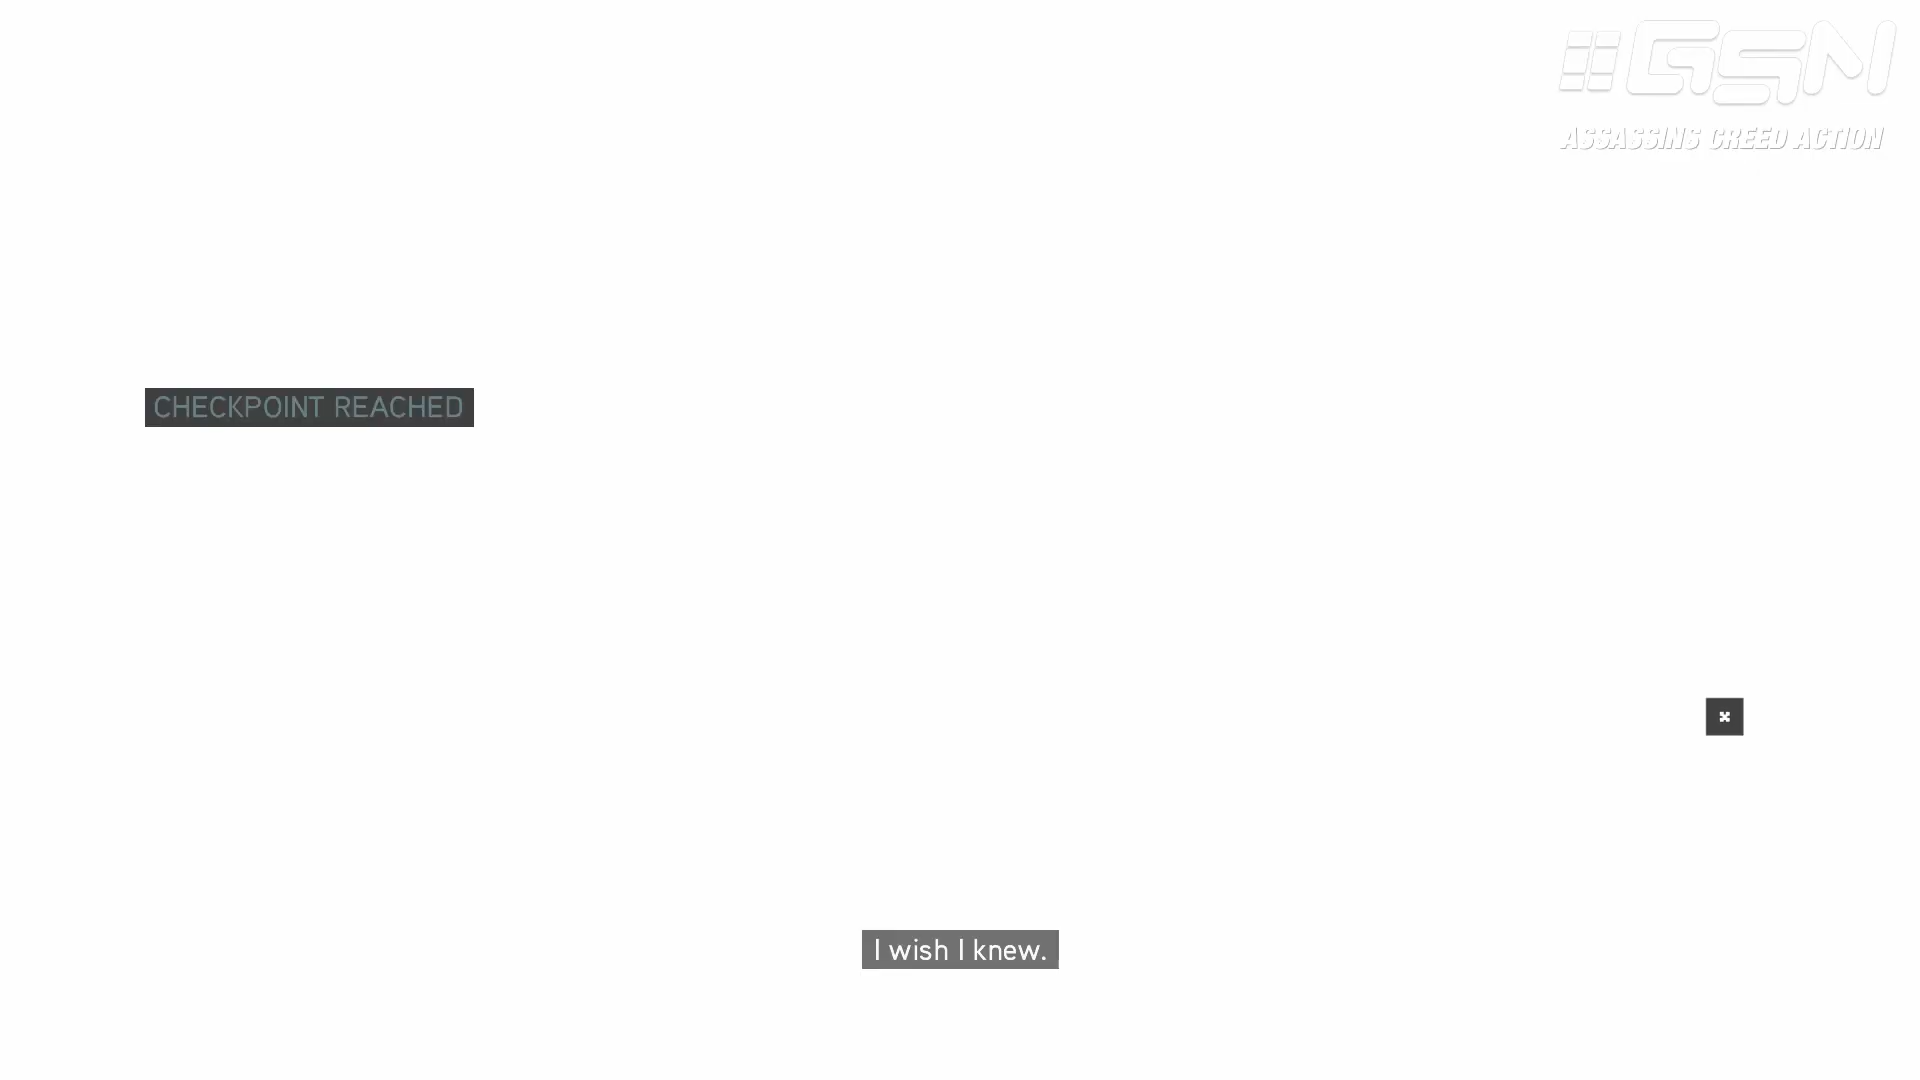 GSN
ASSASSINS CREED ACTION
CHECKPOINT REACHED
I wish I knew.